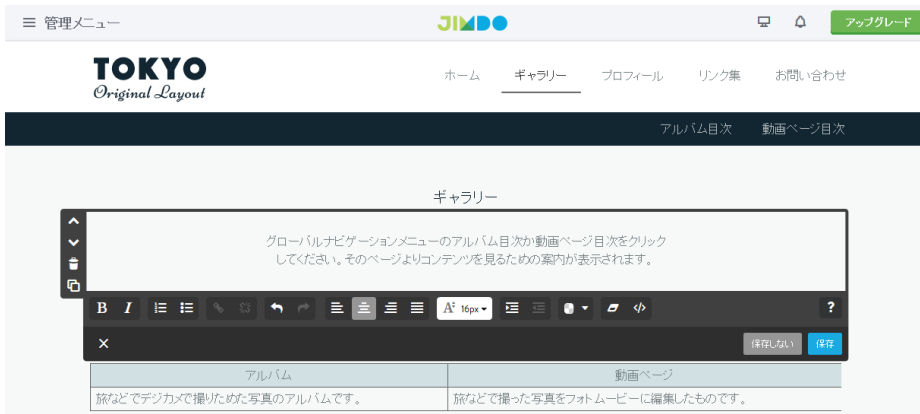 管理メニュー
JIMDO
アップグレード
TOKYO
Original Layout
ホーム ギャラリー プロフィール リンク集 お問い合わせ
アルバム目次 動画ページ目次
ギャラリー
グローバルナビゲーションメニューのアルバム目次か動画ページ目次をクリック
してください。そのページよりコンテンツを見るための案内が表示されます。
B I A 16px ?
保存しない 保存
アルバム 動画ページ
旅などでデジカメで撮りためた写真のアルバムです。 旅などで撮った写真をフォトムービーに編集したものです。